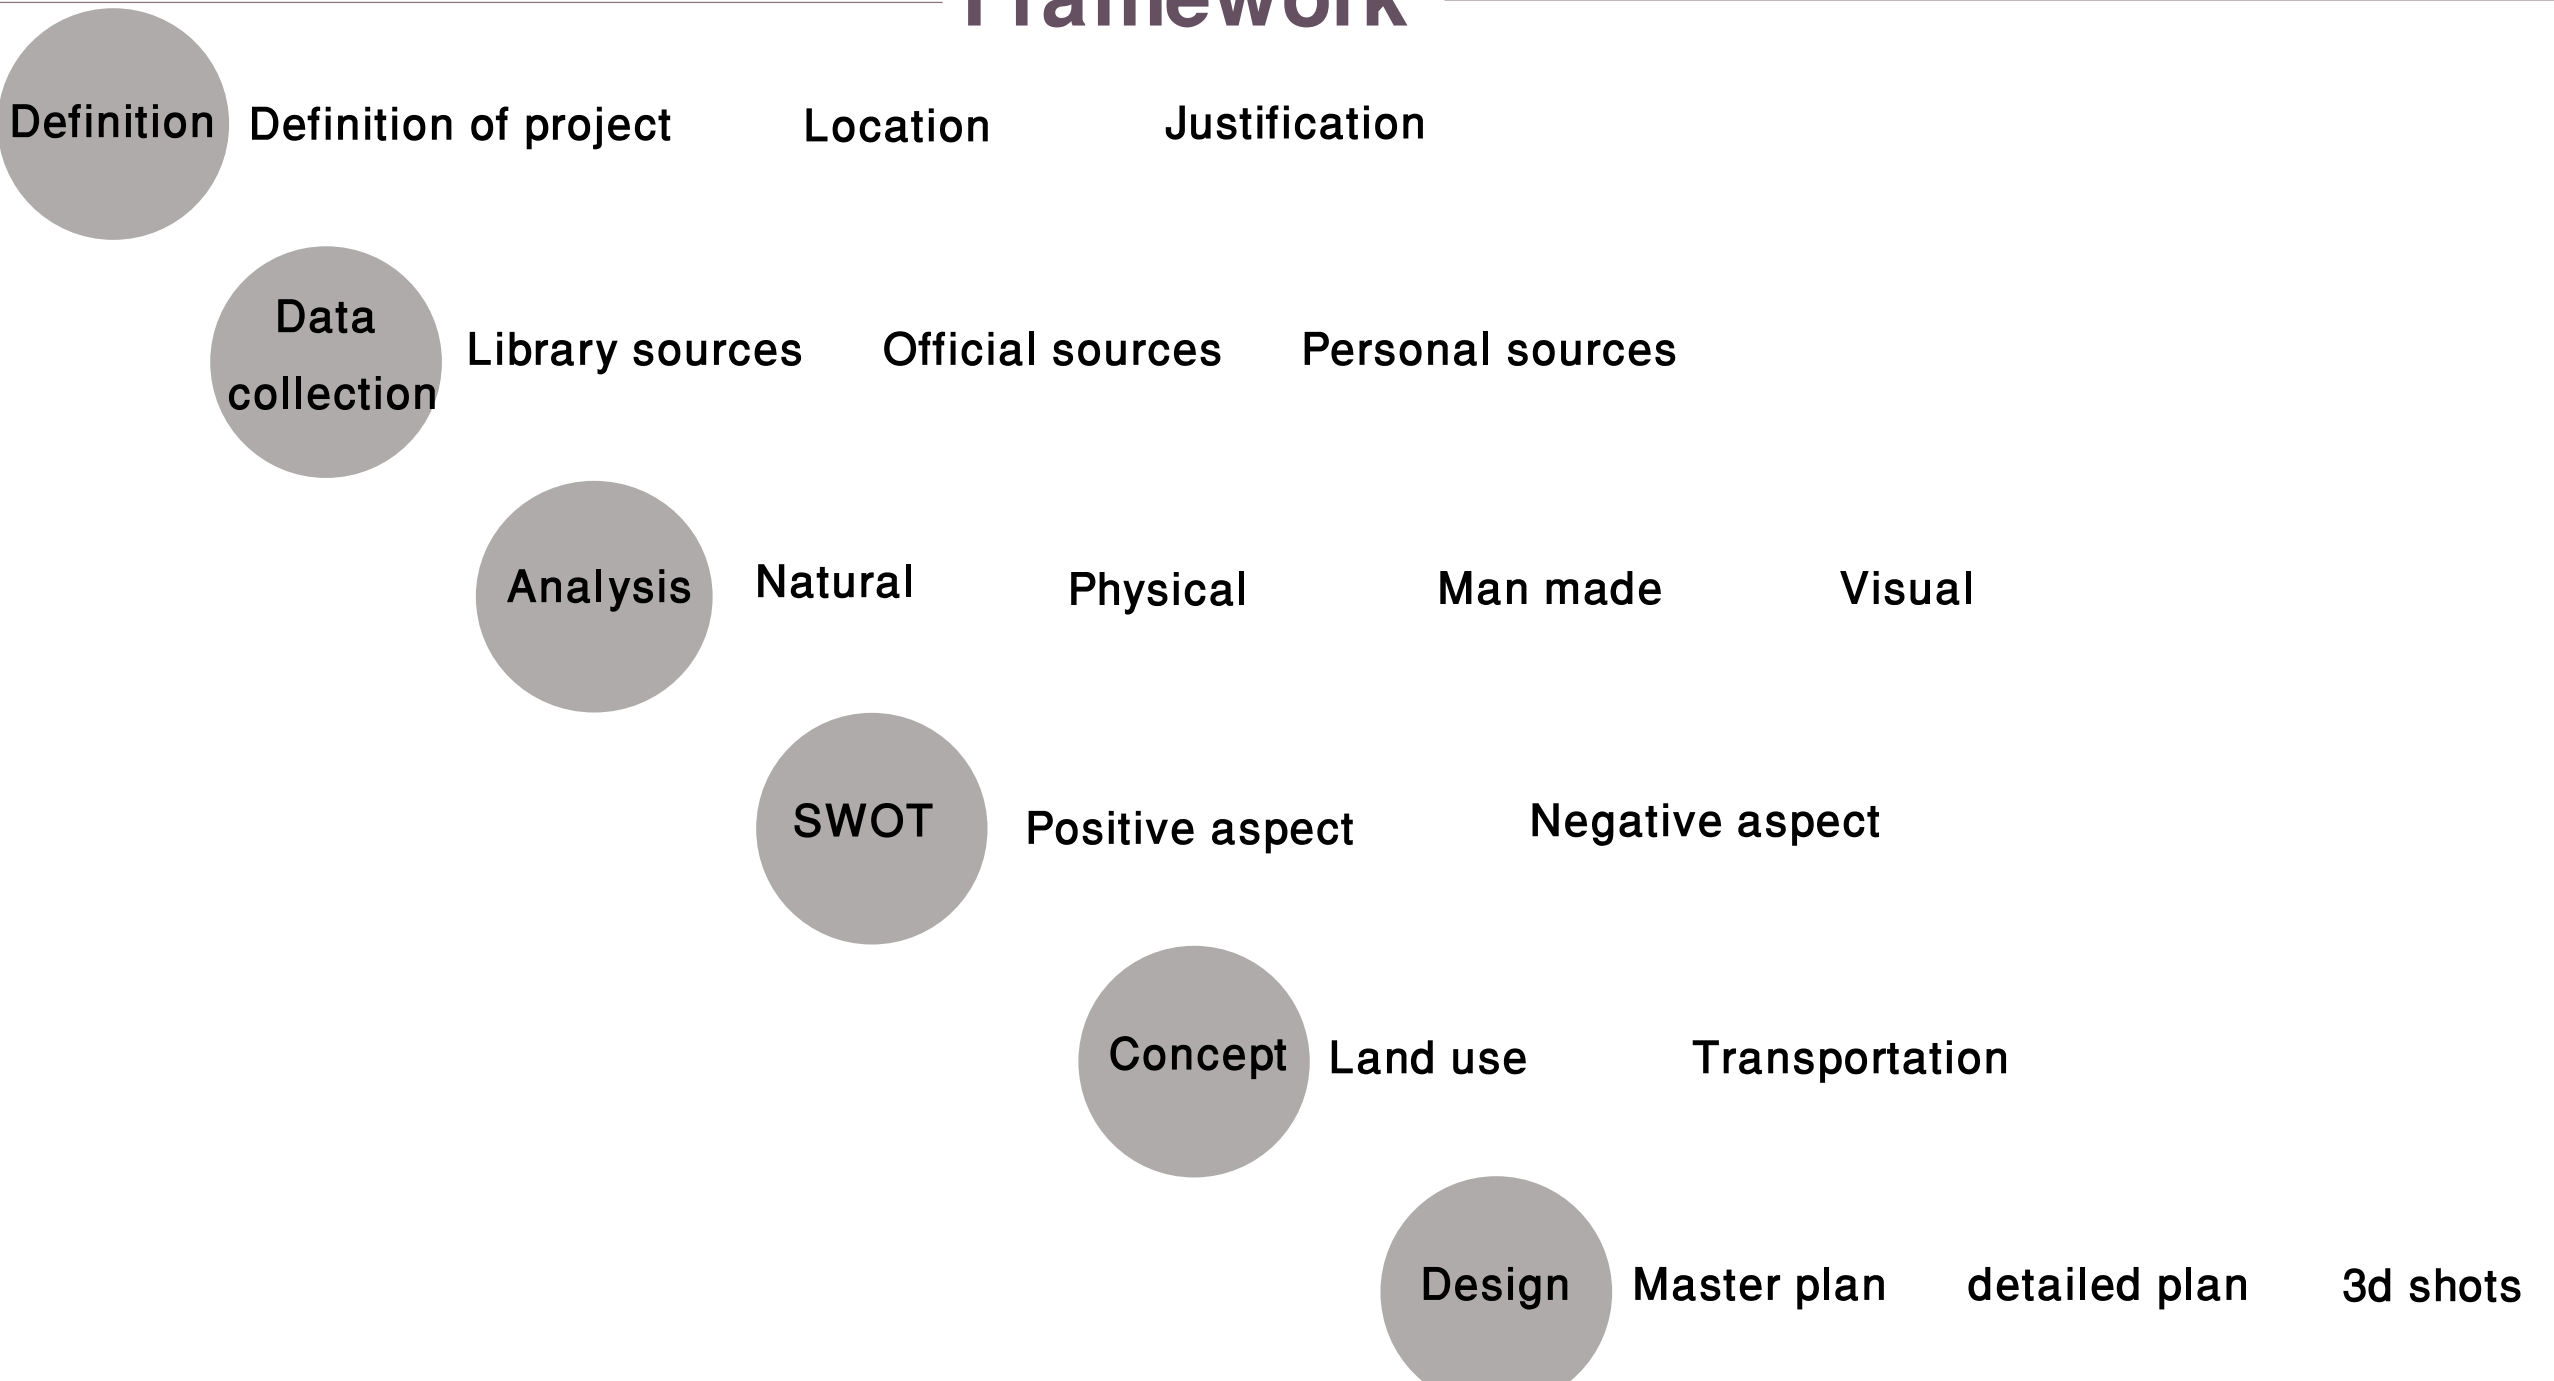 Framework
Definition Definition of project Location Justification
Data
collection
Library sources Official sources Personal sources
Analysis Natural Physical Man made Visual
SWOT Positive aspect Negative aspect
Concept Land use Transportation
Design Master plan detailed plan 3d shots